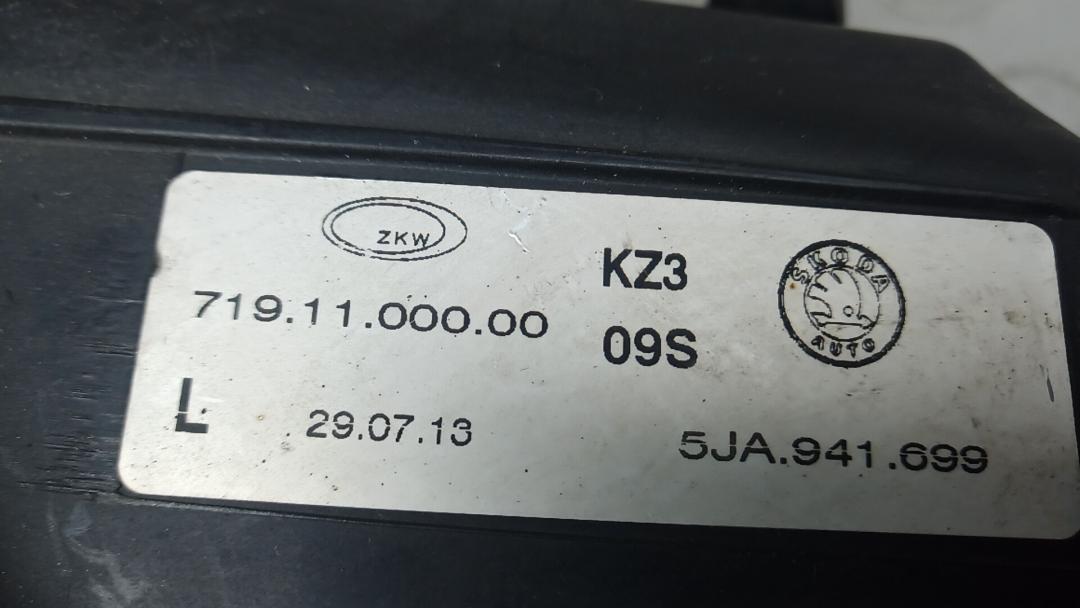 ZKW
KZ3
SKODA
AUTO
719.11.000.00
09S
L
29.07.13
5JA.941.699